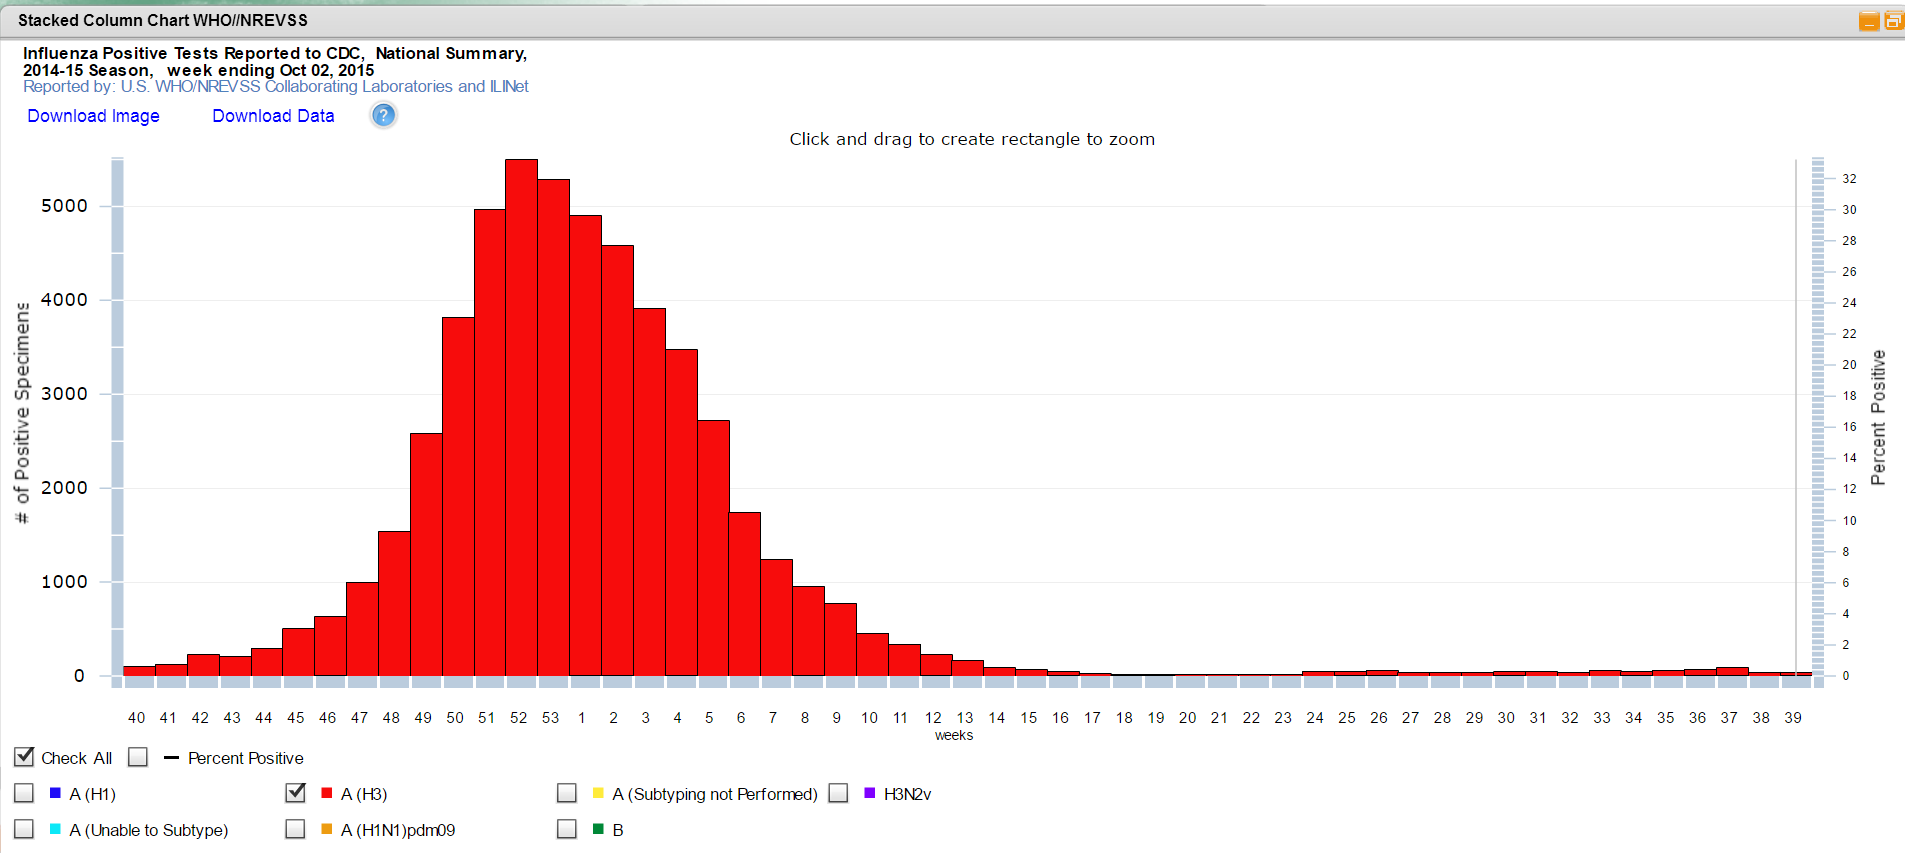 Stacked Column Chart WHO//NREVSS
Influenza Positive Tests Reported to CDC, National Summary,
2014-15 Season, week ending Oct 02, 2015
Reported by: U.S. WHO/NREVSS Collaborating Laboratories and ILINet
Download Image Download Data ?
Click and drag to create rectangle to zoom
# of Positive Specimens
5000
4000
3000
2000
1000
0
32
30
28
26
24
22
20
18
16
14
12
10
8
6
4
2
0
Percent Positive
40 41 42 43 44 45 46 47 48 49 50 51 52 53 1 2 3 4 5 6 7 8 9 10 11 12 13 14 15 16 17 18 19 20 21 22 23 24 25 26 27 28 29 30 31 32 33 34 35 36 37 38 39
weeks
Check All Percent Positive
A (H1) A (H3) A (Subtyping not Performed) H3N2v
A (Unable to Subtype) A (H1N1)pdm09 B